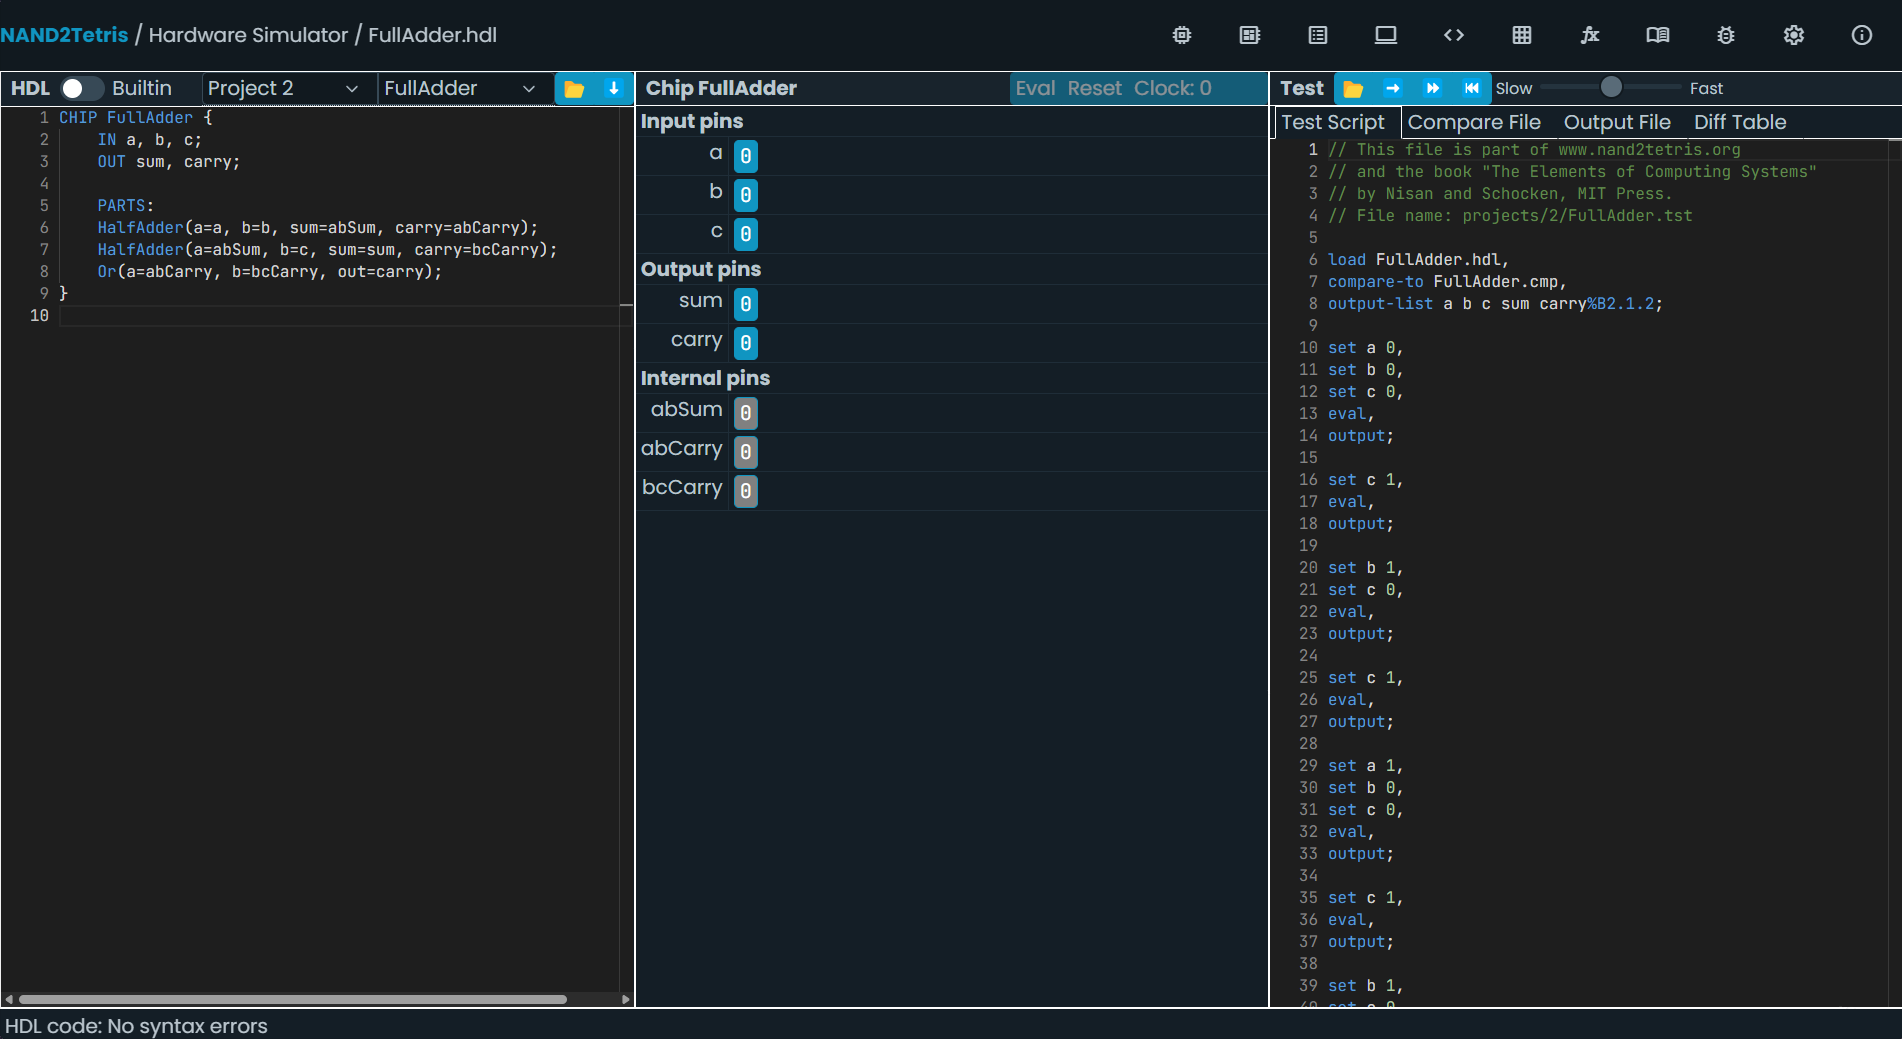 NAND2Tetris / Hardware Simulator / FullAdder.hdl
HDL Builtin Project 2 FullAdder
1 CHIP FullAdder {
2 IN a, b, c;
3 OUT sum, carry;
4
5 PARTS:
6 HalfAdder(a=a, b=b, sum=abSum, carry=abCarry);
7 HalfAdder(a=abSum, b=c, sum=sum, carry=bcCarry);
8 Or(a=abCarry, b=bcCarry, out=carry);
9 }
10
Chip FullAdder Eval Reset Clock: 0
Input pins
a 0
b 0
c 0
Output pins
sum 0
carry 0
Internal pins
abSum 0
abCarry 0
bcCarry 0
Test Slow Fast
Test Script Compare File Output File Diff Table
1 // This file is part of www.nand2tetris.org
2 // and the book "The Elements of Computing Systems"
3 // by Nisan and Schocken, MIT Press.
4 // File name: projects/2/FullAdder.tst
5
6 load FullAdder.hdl,
7 compare-to FullAdder.cmp,
8 output-list a b c sum carry%B2.1.2;
9
10 set a 0,
11 set b 0,
12 set c 0,
13 eval,
14 output;
15
16 set c 1,
17 eval,
18 output;
19
20 set b 1,
21 set c 0,
22 eval,
23 output;
24
25 set c 1,
26 eval,
27 output;
28
29 set a 1,
30 set b 0,
31 set c 0,
32 eval,
33 output;
34
35 set c 1,
36 eval,
37 output;
38
39 set b 1,
HDL code: No syntax errors